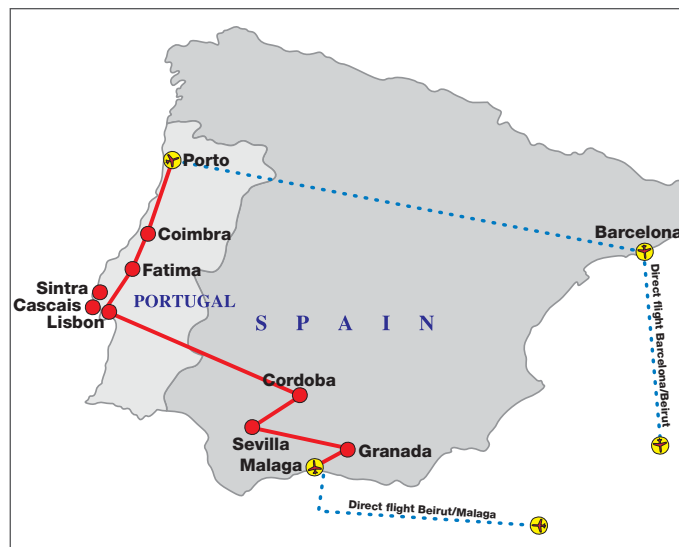 Porto
Barcelona
Coimbra
Fatima
Sintra
Cascais
Lisbon
PORTUGAL
SPAIN
Direct flight Barcelona/Beirut
Cordoba
Sevilla
Granada
Malaga
Direct flight Beirut/Malaga